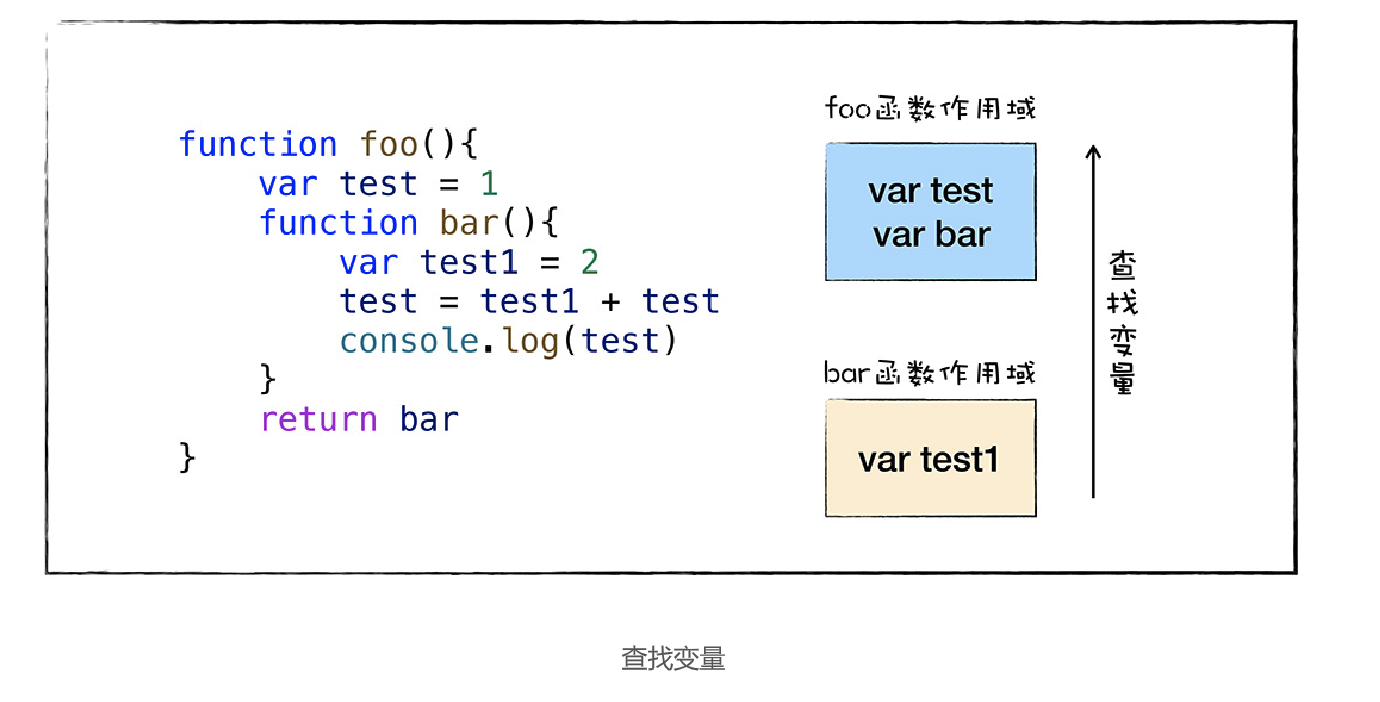 function foo(){
    var test = 1
    function bar(){
        var test1 = 2
        test = test1 + test
        console.log(test)
    }
    return bar
}
foo函数作用域
var test
var bar
bar函数作用域
var test1
查找变量
查找变量